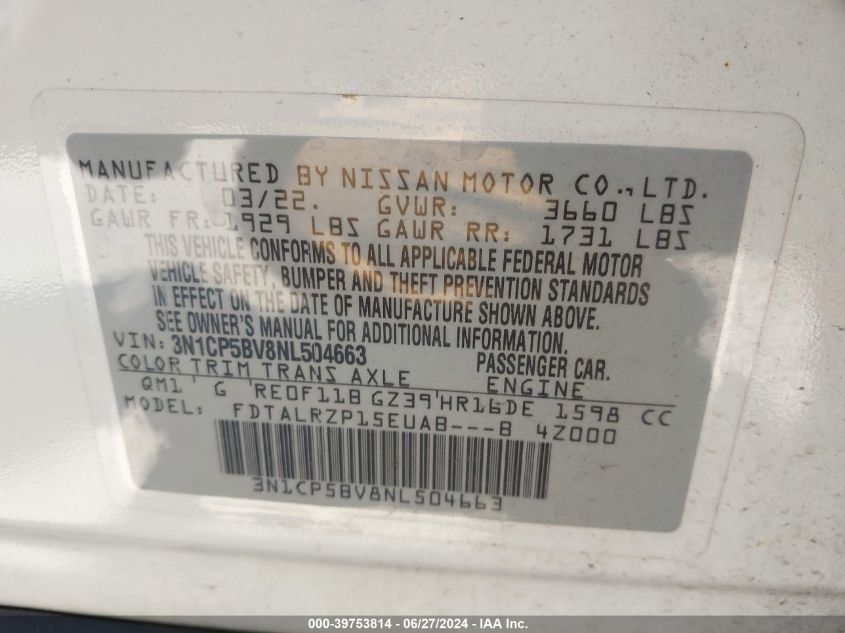 MANUFACTURED BY NISSAN MOTOR CO., LTD.
DATE: 03/22. GVWR: 3660 LBS
GAWR FR: 1929 LBS GAWR RR: 1731 LBS
THIS VEHICLE CONFORMS TO ALL APPLICABLE FEDERAL MOTOR
VEHICLE SAFETY, BUMPER AND THEFT PREVENTION STANDARDS
IN EFFECT ON THE DATE OF MANUFACTURE SHOWN ABOVE.
SEE OWNER'S MANUAL FOR ADDITIONAL INFORMATION.
VIN: 3N1CP5BV8NL504663 PASSENGER CAR.
COLOR TRIM TRANS AXLE ENGINE
QM1 ' G 'RE0F11B GZ39'HR16DE 1598 CC
MODEL: FDTALRZP15EUAB---B 4Z000
3N1CP5BV8NL504663
000-39753814 - 06/27/2024 - IAA, Inc.